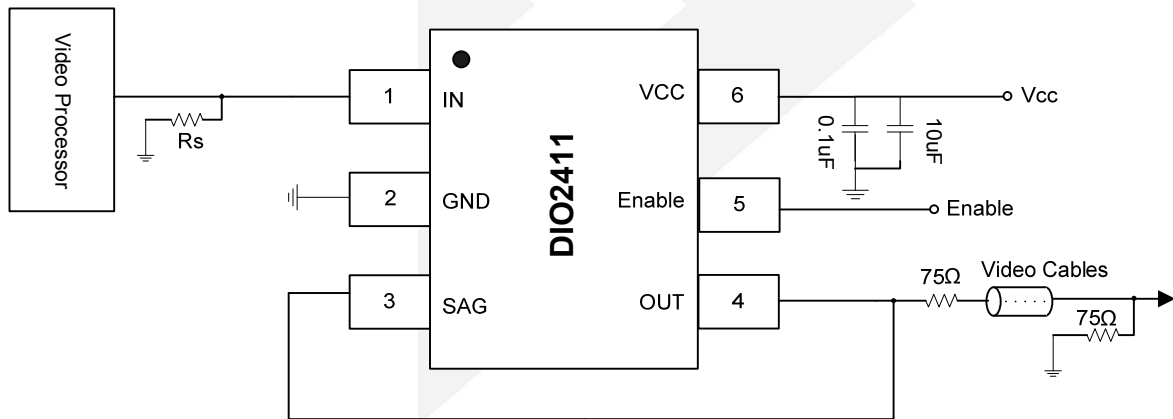 Video Processor
Rs
1
IN
2
GND
3
SAG
DIO2411
VCC
6
Enable
5
OUT
4
0.1uF
10uF
Vcc
Enable
75Ω
Video Cables
75Ω